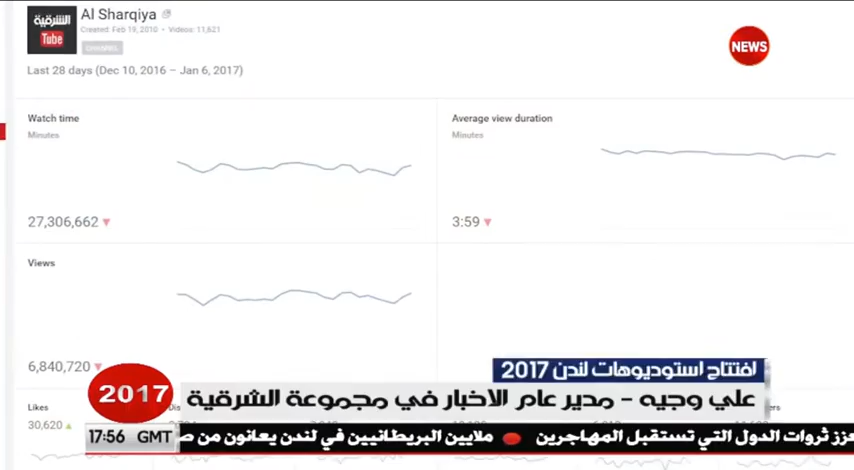 الشرقية
Tube
Al Sharqiya
Created: Feb 19, 2010 • Videos: 11,621
CHANNEL
NEWS
Last 28 days (Dec 10, 2016 – Jan 6, 2017)
Watch time
Minutes
27,306,662
Average view duration
Minutes
3:59
Views
6,840,720
افتتاح استوديوهات لندن 2017
2017
علي وجيه - مدير عام الاخبار في مجموعة الشرقية
Likes
30,620
17:56 GMT
عزز ثروات الدول التي تستقبل المهاجرين
ملايين البريطانيين في لندن يعانون من